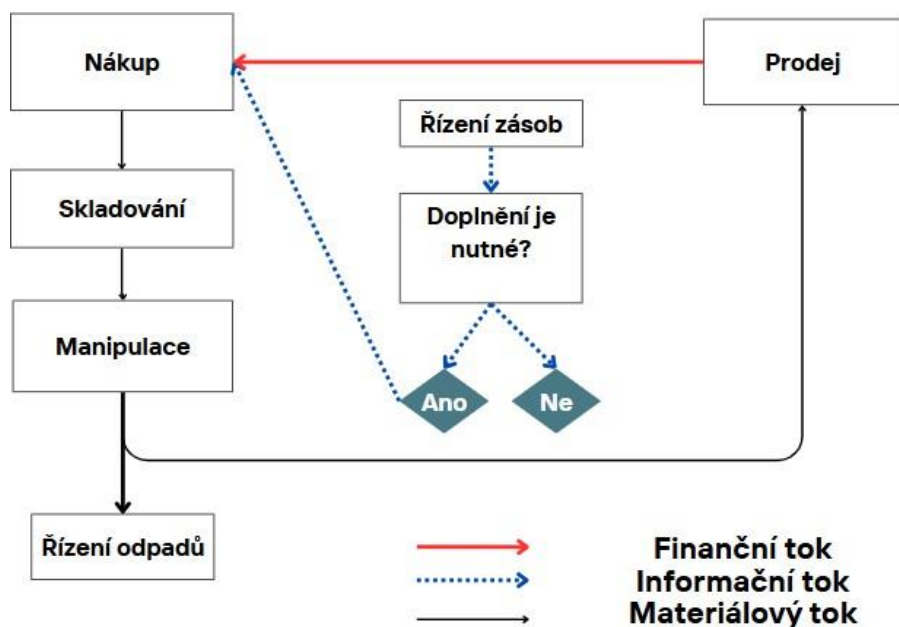 Nákup
Prodej
Řízení zásob
Skladování
Doplnění je
nutné?
Manipulace
Ano
Ne
Řízení odpadů
Finanční tok
Informační tok
Materiálový tok